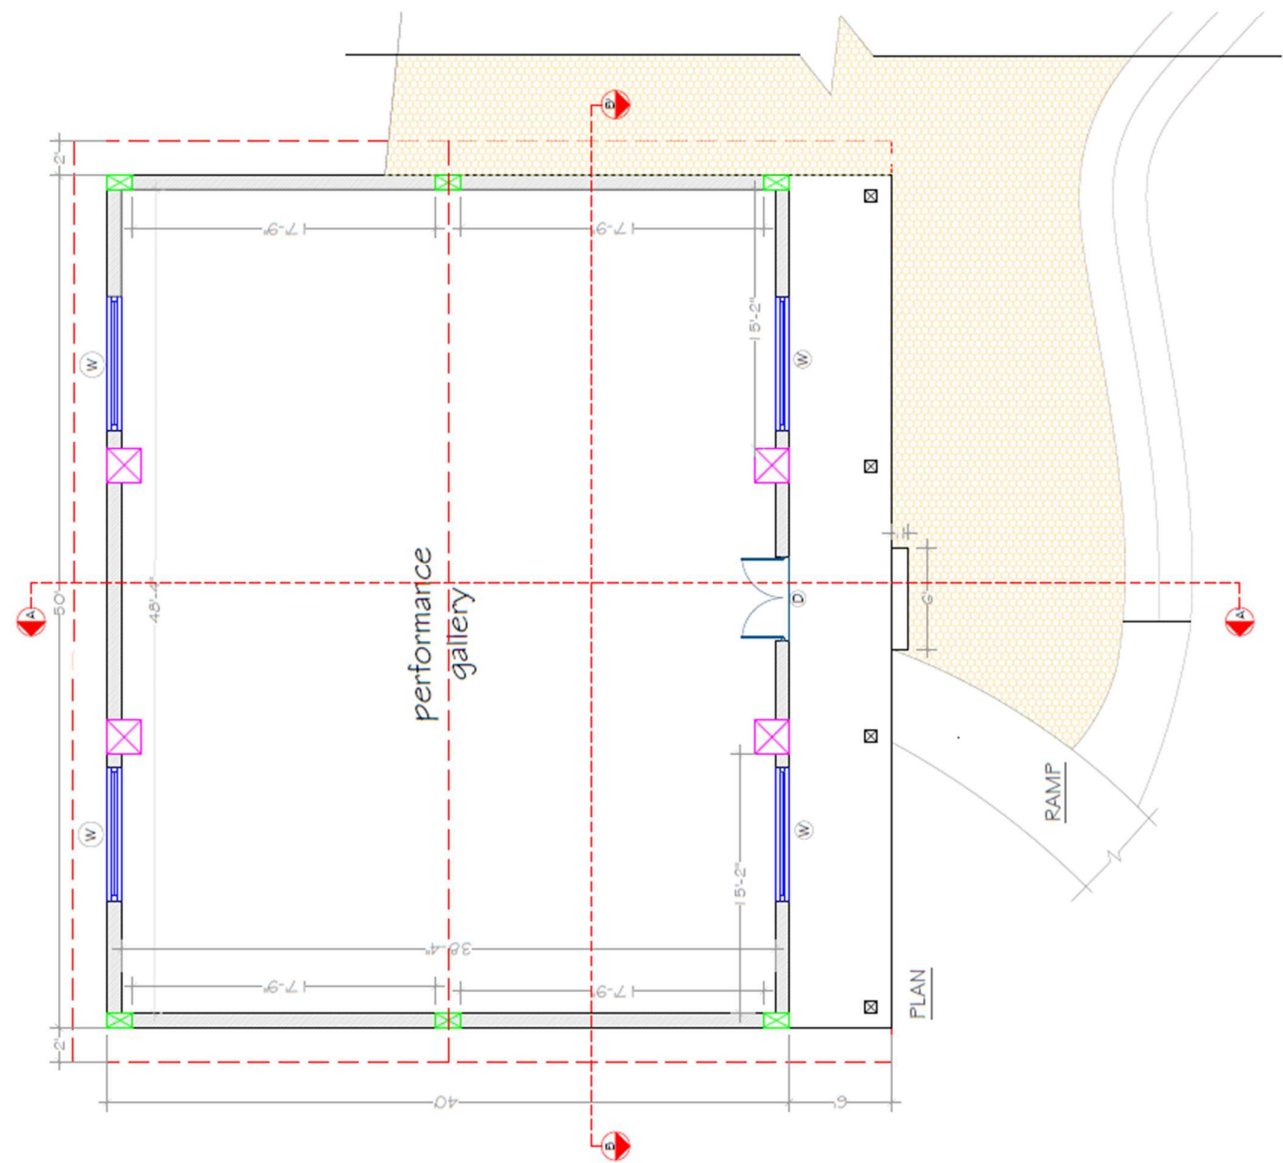 B'
2'
17'-9"
17'-9"
15'-2"
W
W
performance
gallery
48'-4"
50'
D
6'
A
A
RAMP
W
W
15'-2"
38'-4"
17'-9"
17'-9"
PLAN
2'
40'
6'
B